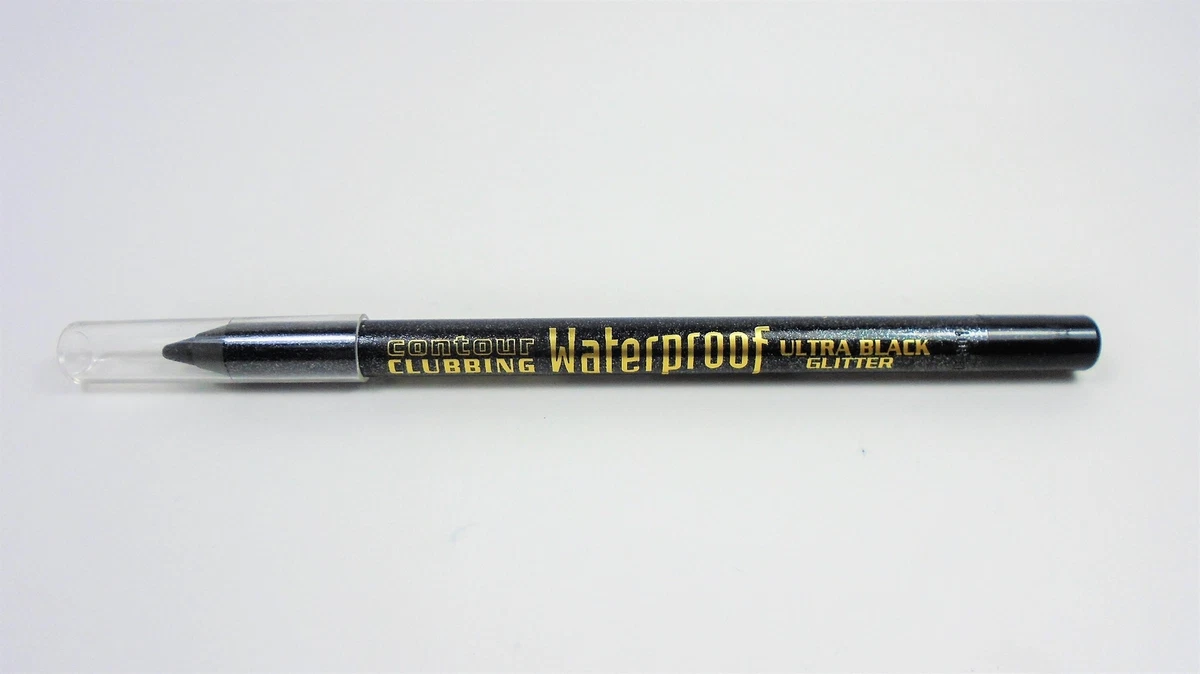 contour
CLUBBING
Waterproof
ULTRA BLACK
GLITTER